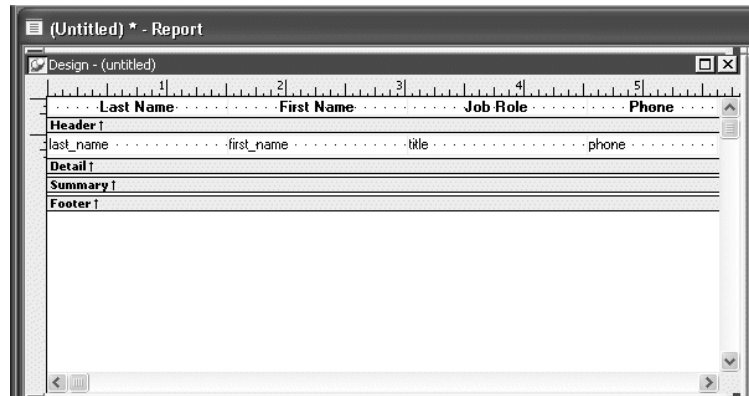 (Untitled) * - Report
Design - (untitled)
1 2 3 4 5
Last Name First Name Job Role Phone
Header ↑
last_name first_name title phone
Detail ↑
Summary ↑
Footer ↑